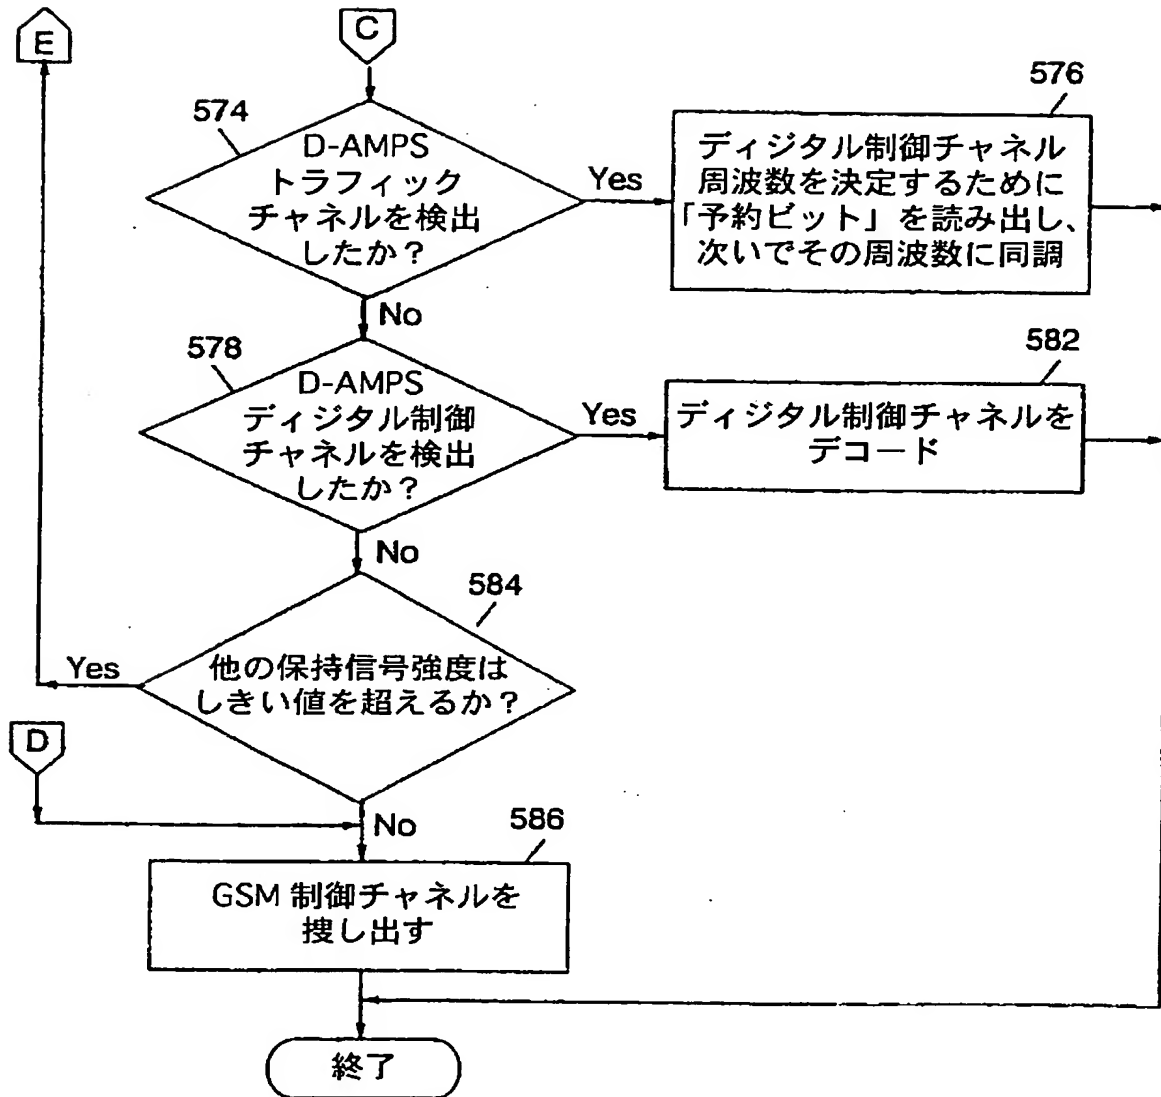 E
C
574
D-AMPS
トラフィック
チャネルを検出
したか?
Yes
576
ディジタル制御チャネル
周波数を決定するために
「予約ビット」を読み出し、
次いでその周波数に同調
No
578
D-AMPS
ディジタル制御
チャネルを検出
したか?
Yes
582
ディジタル制御チャネルを
デコード
No
584
他の保持信号強度は
しきい値を超えるか?
Yes
D
No
586
GSM 制御チャネルを
捜し出す
終了